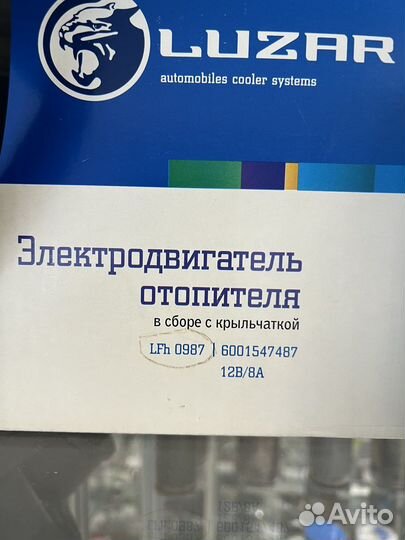 LUZAR
automobiles cooler systems
Электродвигатель
отопителя
в сборе с крыльчаткой
LFh 0987 | 6001547487
12В/8А
Avito